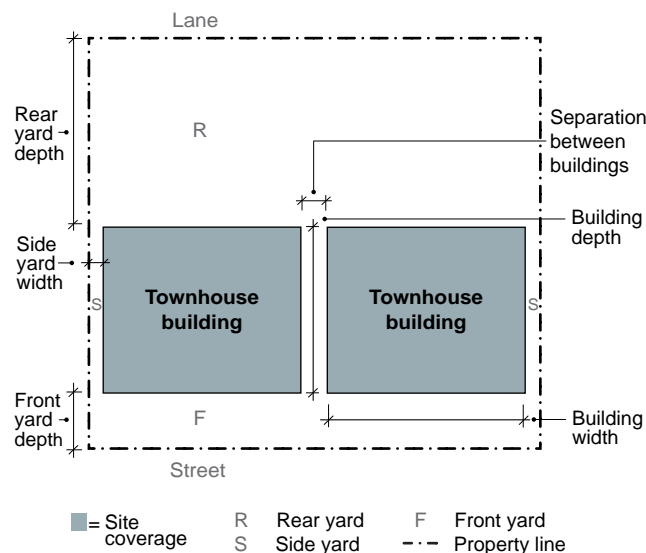 Lane
Rear
yard
depth
R
Separation
between
buildings
Building
depth
Side
yard
width
S
Townhouse
building
Townhouse
building
S
Front
yard
depth
F
Building
width
Street
= Site
coverage
R Rear yard
S Side yard
F Front yard
Property line